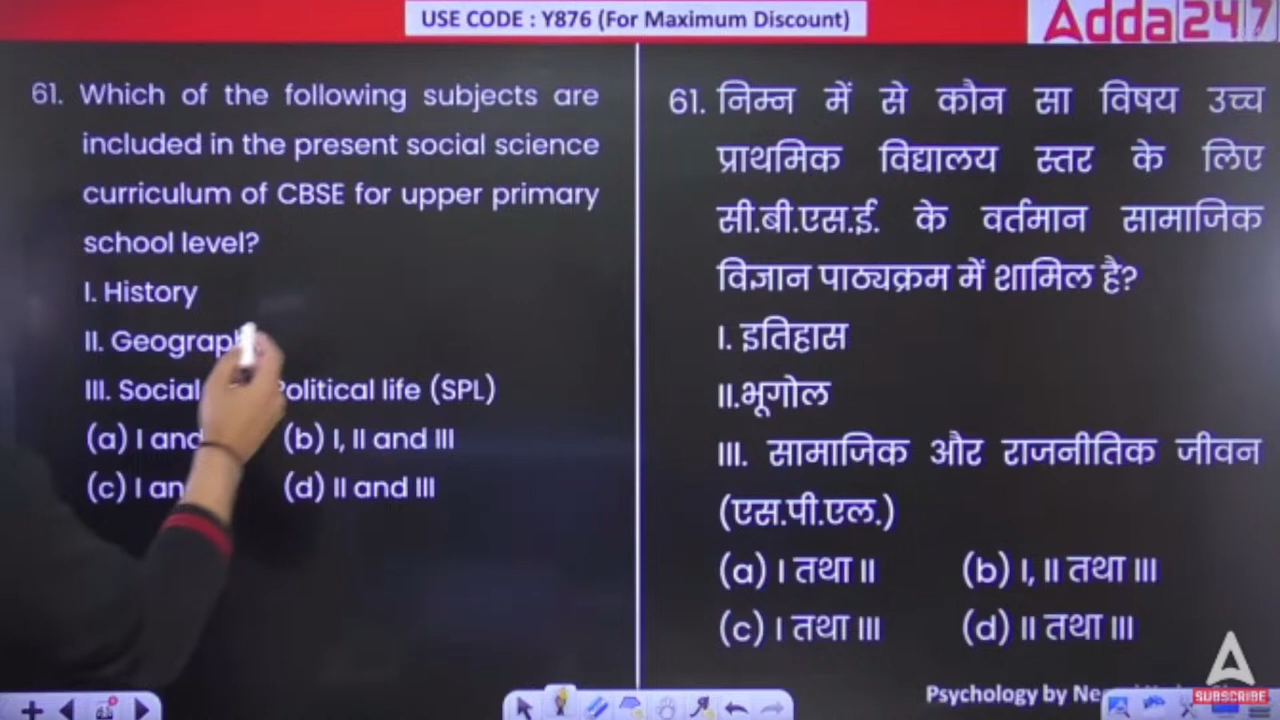 USE CODE : Y876 (For Maximum Discount)
Adda247
61. Which of the following subjects are
included in the present social science
curriculum of CBSE for upper primary
school level?
I. History
II. Geograph
III. Social Political life (SPL)
(a) I and (b) I, II and III
(c) I an (d) II and III
61. निम्न में से कौन सा विषय उच्च
प्राथमिक विद्यालय स्तर के लिए
सी.बी.एस.ई. के वर्तमान सामाजिक
विज्ञान पाठ्यक्रम में शामिल है?
I. इतिहास
II.भूगोल
III. सामाजिक और राजनीतिक जीवन
(एस.पी.एल.)
(a) I तथा II (b) I, II तथा III
(c) I तथा III (d) II तथा III
Psychology by
SUBSCRIBE